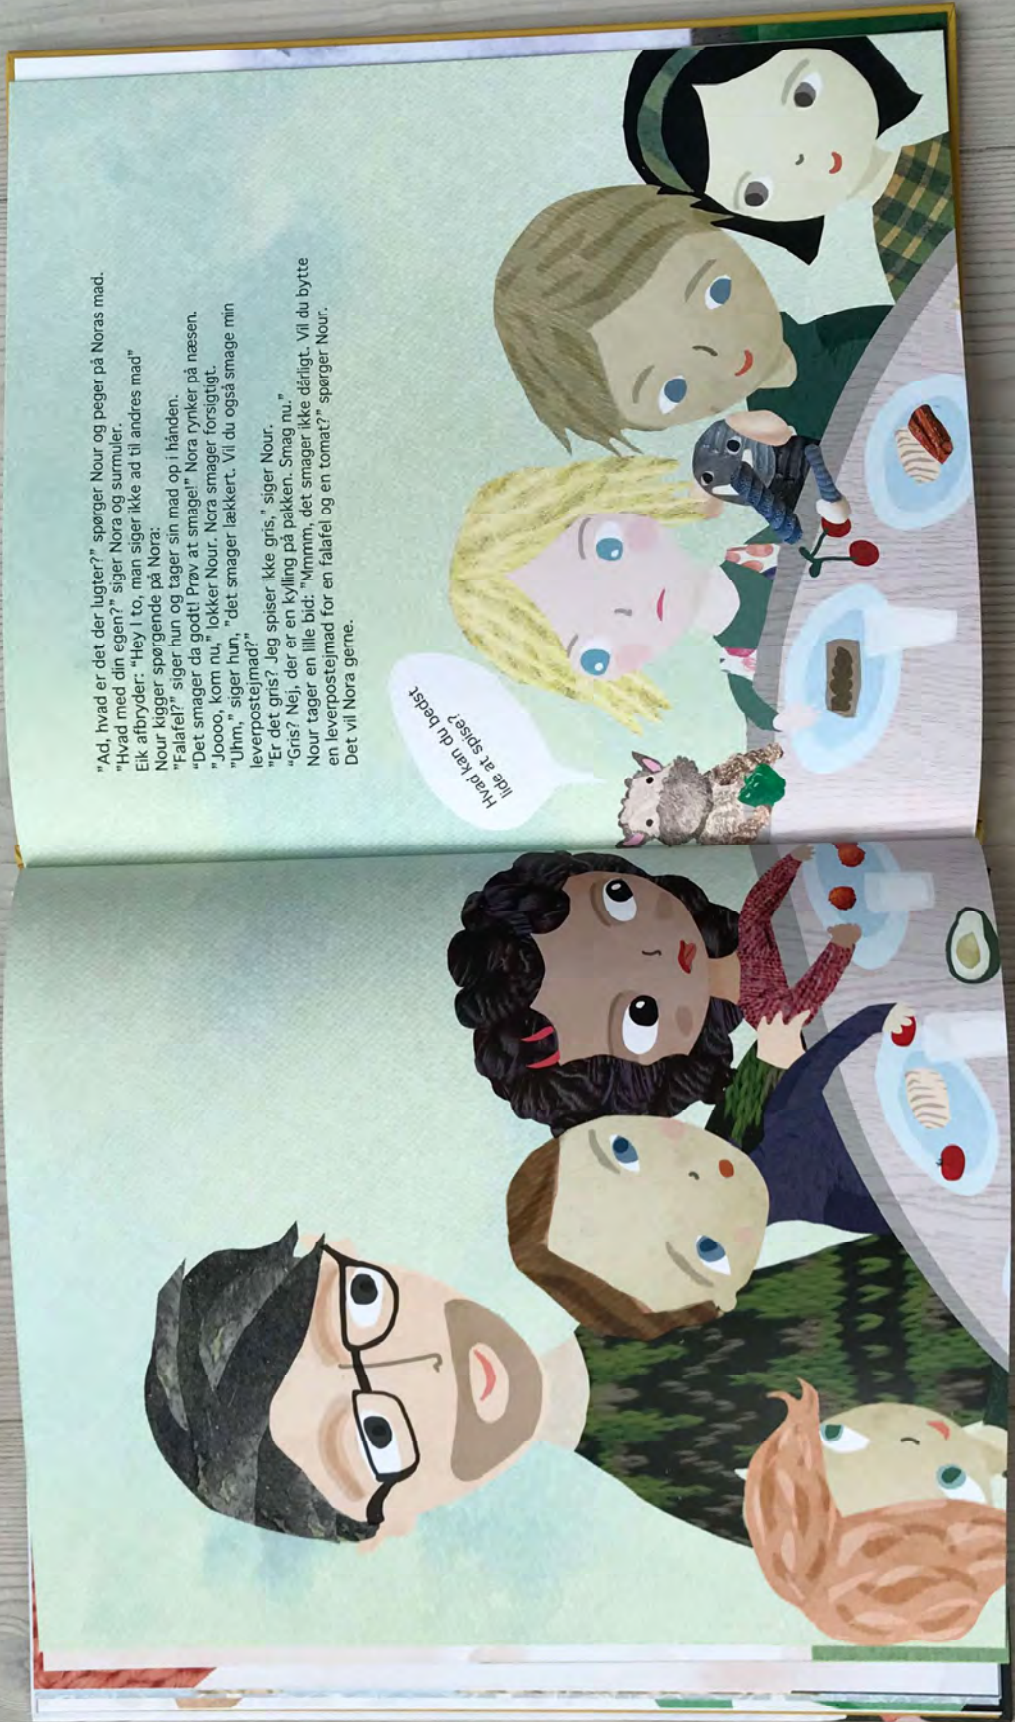 "Ad, hvad er det der lugter?" spørger Nour og peger på Noras mad.
"Hvad med din egen?" siger Nora og surmuler.
Eik afbryder: "Hey I to, man siger ikke ad til andres mad"
Nour kigger spørgende på Nora:
"Falafel?" siger hun og tager sin mad op i hånden.
"Det smager da godt! Prøv at smage!" Nora rynker på næsen.
"Joooo, kom nu," lokker Nour. Nora smager forsigtigt.
"Uhm," siger hun, "det smager lækkert. Vil du også smage min
leverpostejmad?"
"Er det gris? Jeg spiser ikke gris," siger Nour.
"Gris? Nej, der er en kylling på pakken. Smag nu."
Nour tager en lille bid: "Mmmm, det smager ikke dårligt. Vil du bytte
en leverpostejmad for en falafel og en tomat?" spørger Nour.
Det vil Nora gerne.
Hvad kan du bedst
lide at spise?